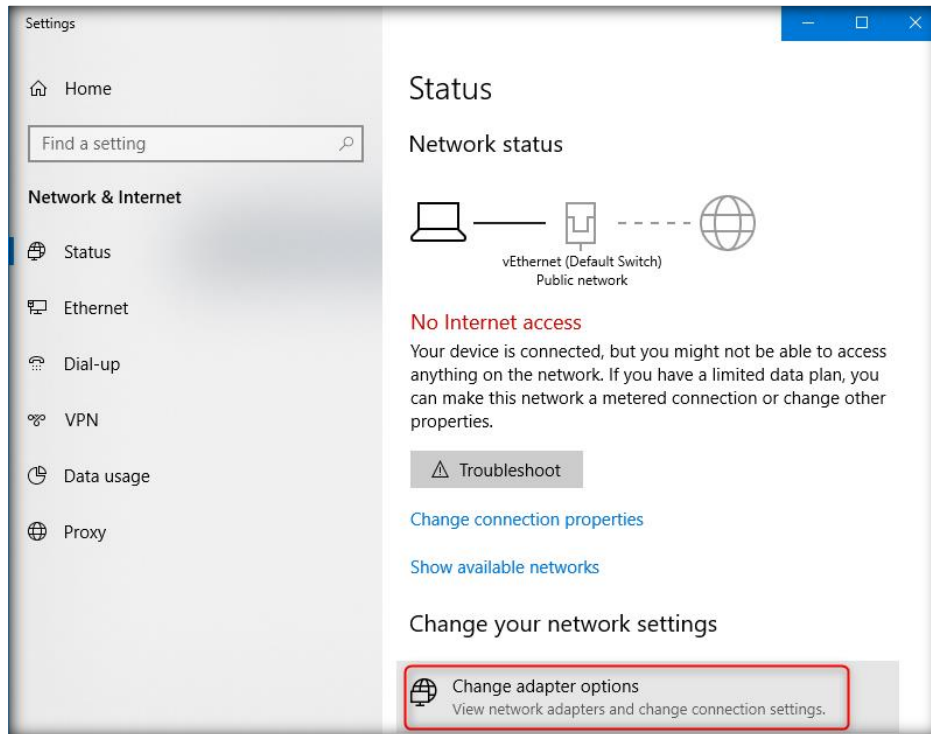 Settings
Home
Find a setting
Network & Internet
Status
Ethernet
Dial-up
VPN
Data usage
Proxy
Status
Network status
vEthernet (Default Switch)
Public network
No Internet access
Your device is connected, but you might not be able to access
anything on the network. If you have a limited data plan, you
can make this network a metered connection or change other
properties.
Troubleshoot
Change connection properties
Show available networks
Change your network settings
Change adapter options
View network adapters and change connection settings.